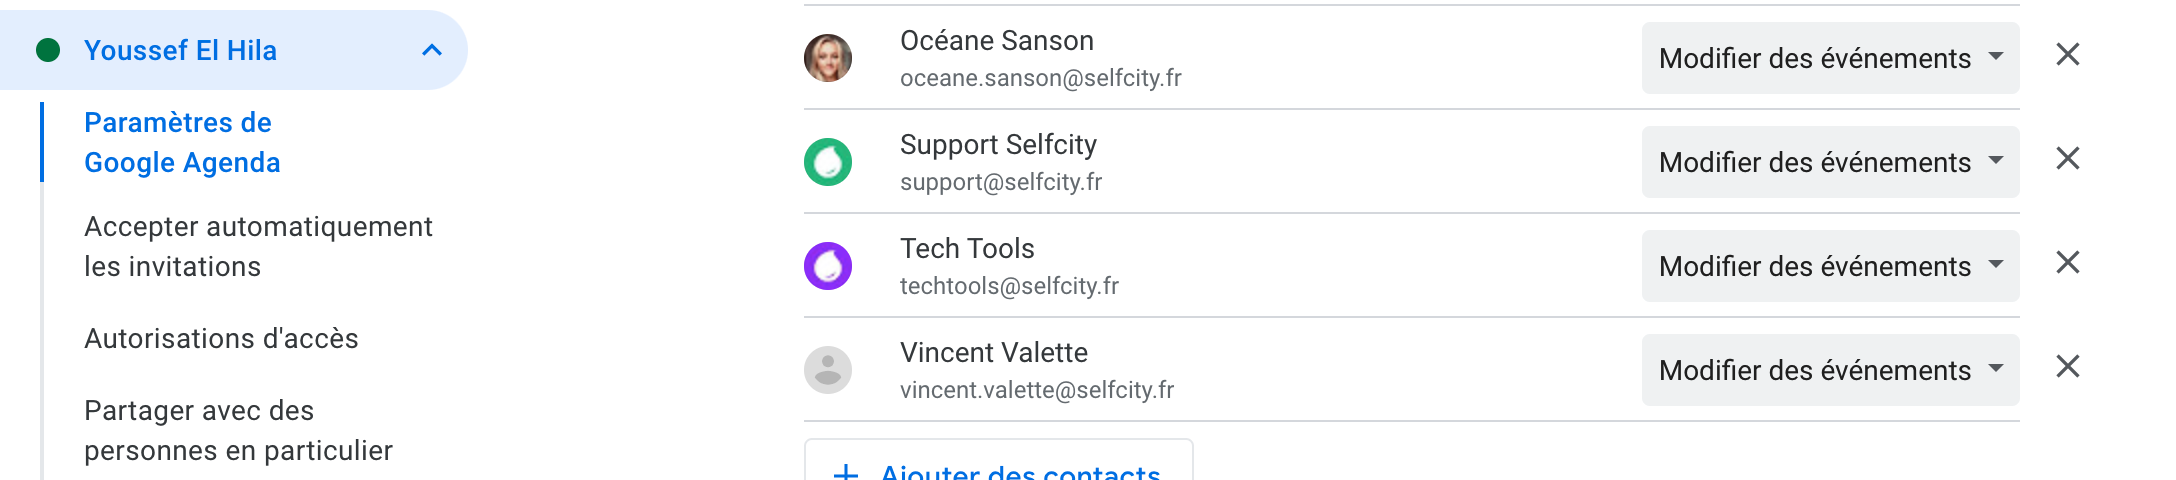 Youssef El Hila
Paramètres de
Google Agenda
Accepter automatiquement
les invitations
Autorisations d'accès
Partager avec des
personnes en particulier
Océane Sanson
oceane.sanson@selfcity.fr
Modifier des événements
Support Selfcity
support@selfcity.fr
Modifier des événements
Tech Tools
techtools@selfcity.fr
Modifier des événements
Vincent Valette
vincent.valette@selfcity.fr
Modifier des événements
+ Ajouter des contacts